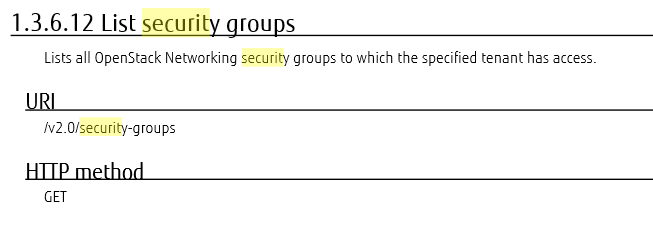 1.3.6.12 List security groups
Lists all OpenStack Networking security groups to which the specified tenant has access.
URI
/v2.0/security-groups
HTTP method
GET